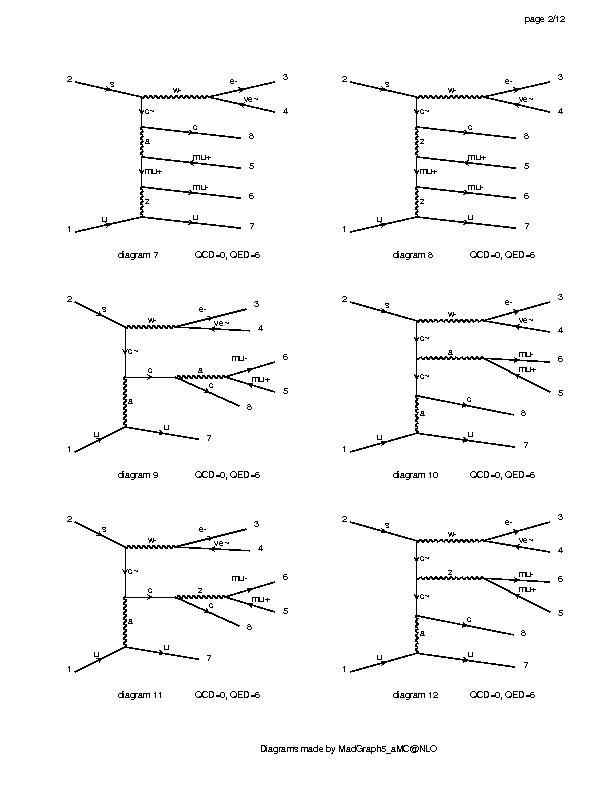 page 2/12
2 s w- e- 3
ve~ 4
c~
c 8
a
mu+ 5
mu+
mu- 6
z
1 u u 7
diagram 7 QCD=0, QED=6
2 s w- e- 3
ve~ 4
c~
c 8
z
mu+ 5
mu+
mu- 6
z
1 u u 7
diagram 8 QCD=0, QED=6
2 s w- e- 3
ve~ 4
c~
mu- 6
c a
mu+ 5
c 8
a
1 u u 7
diagram 9 QCD=0, QED=6
2 s w- e- 3
ve~ 4
c~
a mu- 6
mu+ 5
c~
c 8
a
1 u u 7
diagram 10 QCD=0, QED=6
2 s w- e- 3
ve~ 4
c~
mu- 6
c z
mu+ 5
c 8
a
1 u u 7
diagram 11 QCD=0, QED=6
2 s w- e- 3
ve~ 4
c~
z mu- 6
mu+ 5
c~
c 8
a
1 u u 7
diagram 12 QCD=0, QED=6
Diagrams made by MadGraph5_aMC@NLO